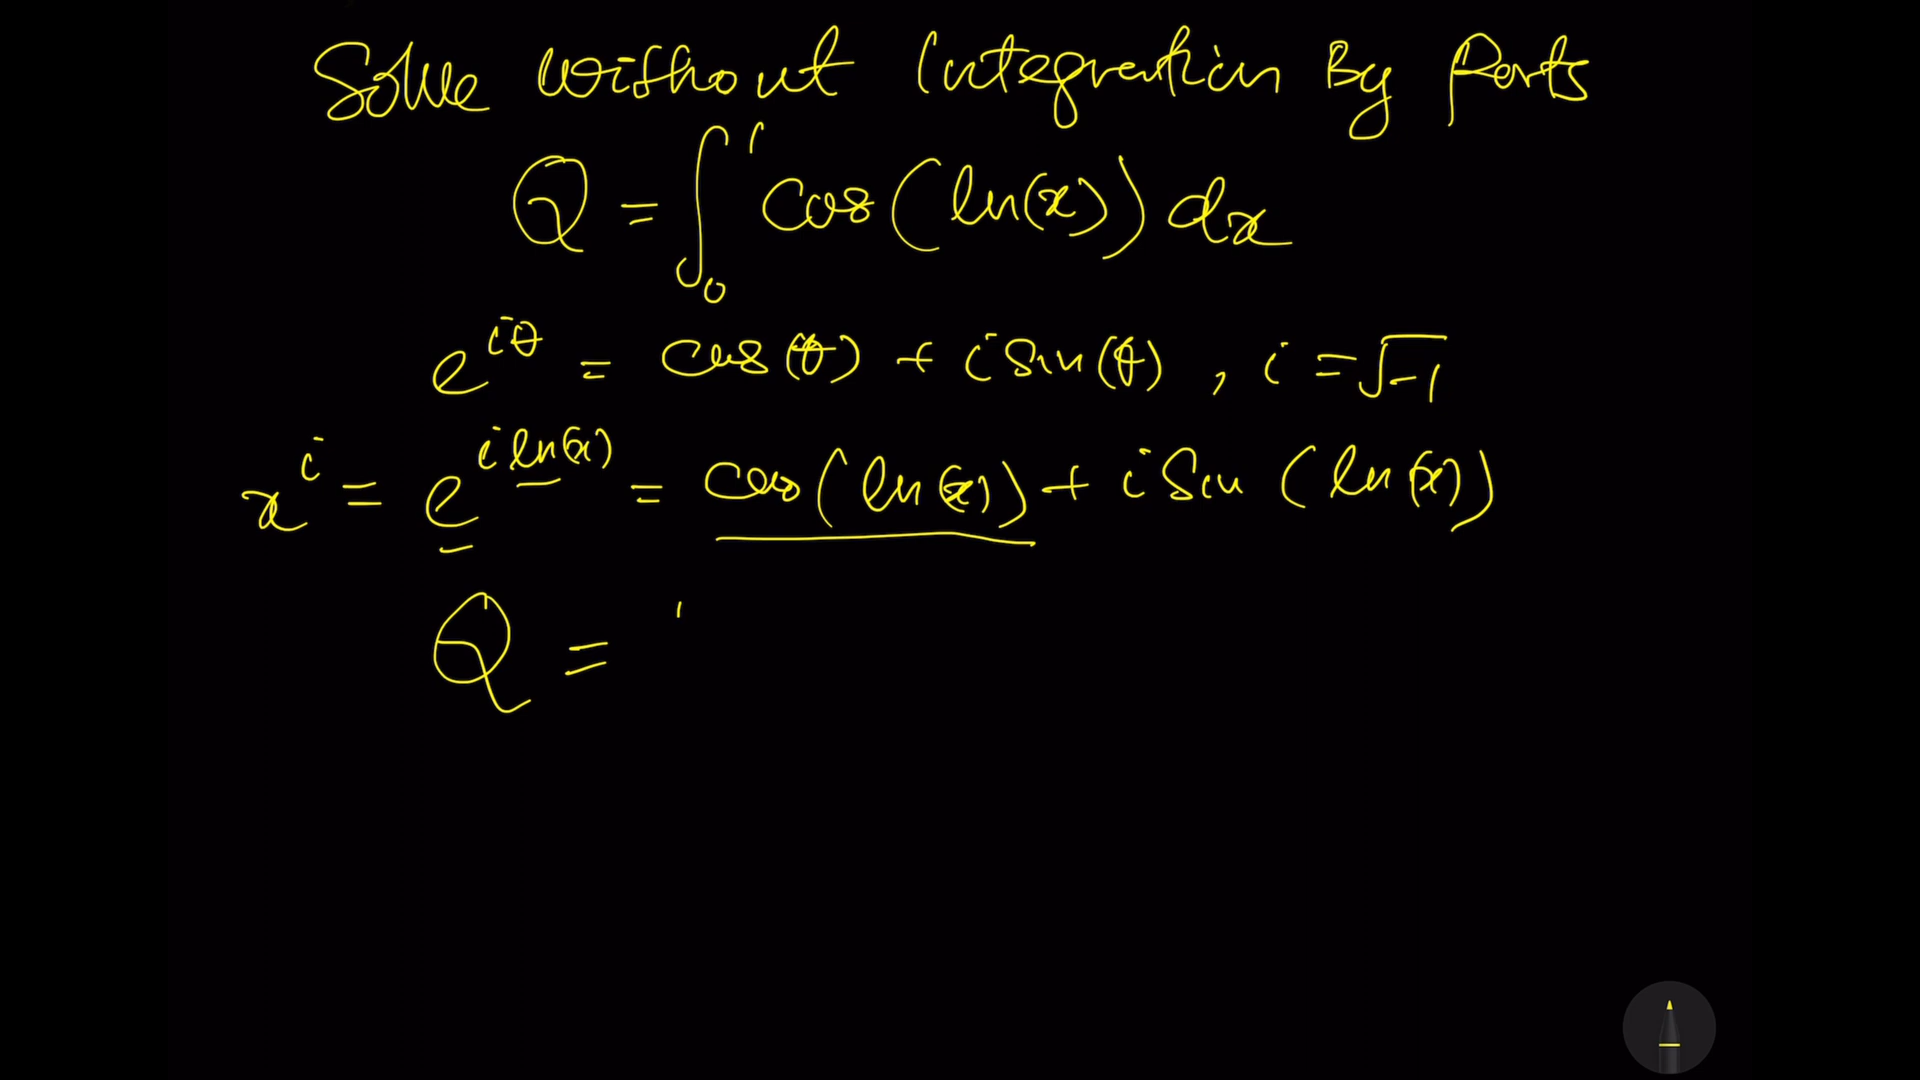 Solve Without Integration By Parts
Q = ∫₀¹ cos(ln(x)) dx
e^{iθ} = cos(θ) + i sin(θ) , i = √-1
x^i = e^{i ln(x)} = cos(ln(x)) + i Sin(ln(x))
Q =